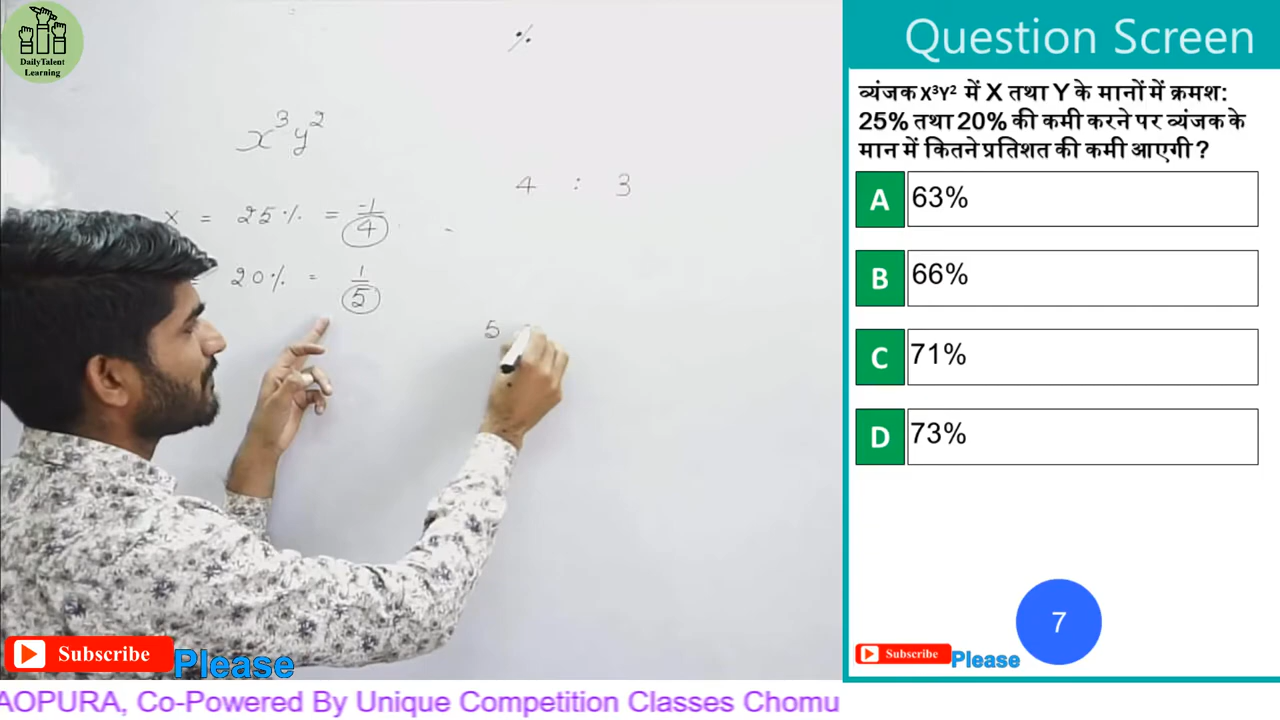 DailyTalent
Learning
%
x³y²
4 : 3
x = 25% = -1/4
20% = 1/5
5
Question Screen
व्यंजक X³Y² में X तथा Y के मानों में क्रमश:
25% तथा 20% की कमी करने पर व्यंजक के
मान में कितने प्रतिशत की कमी आएगी ?
A 63%
B 66%
C 71%
D 73%
7
Subscribe Please
Subscribe Please
AOPURA, Co-Powered By Unique Competition Classes Chomu